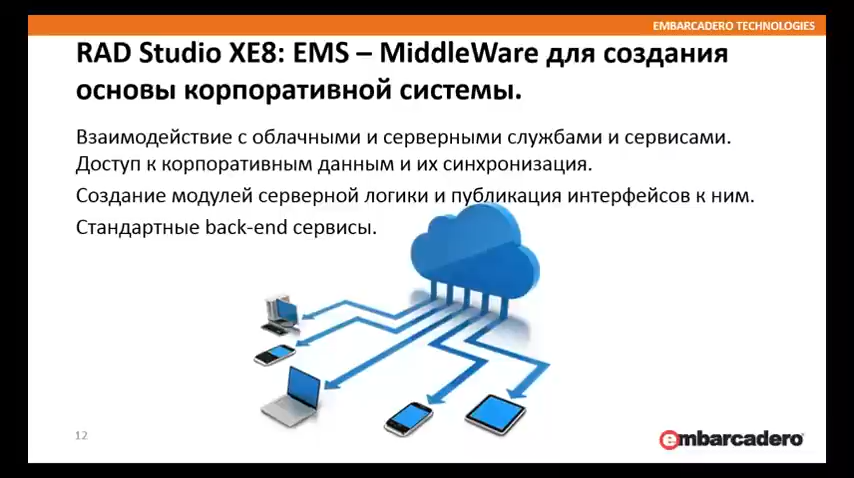 EMBARCADERO TECHNOLOGIES
RAD Studio XE8: EMS – MiddleWare для создания
основы корпоративной системы.
Взаимодействие с облачными и серверными службами и сервисами.
Доступ к корпоративным данным и их синхронизация.
Создание модулей серверной логики и публикация интерфейсов к ним.
Стандартные back-end сервисы.
12
embarcadero